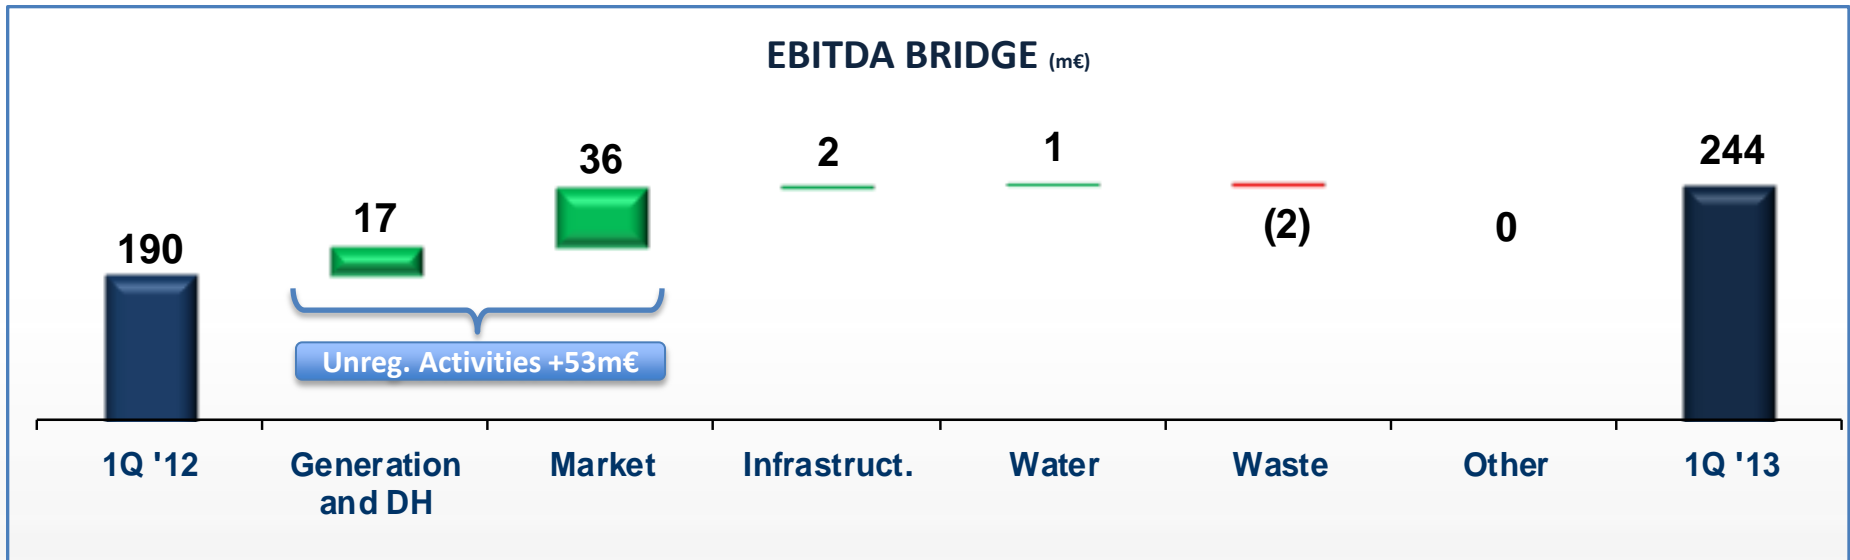 EBITDA BRIDGE (m€)
190
17
36
2
1
(2)
0
244
Unreg. Activities +53m€
1Q '12
Generation
and DH
Market
Infrastruct.
Water
Waste
Other
1Q '13